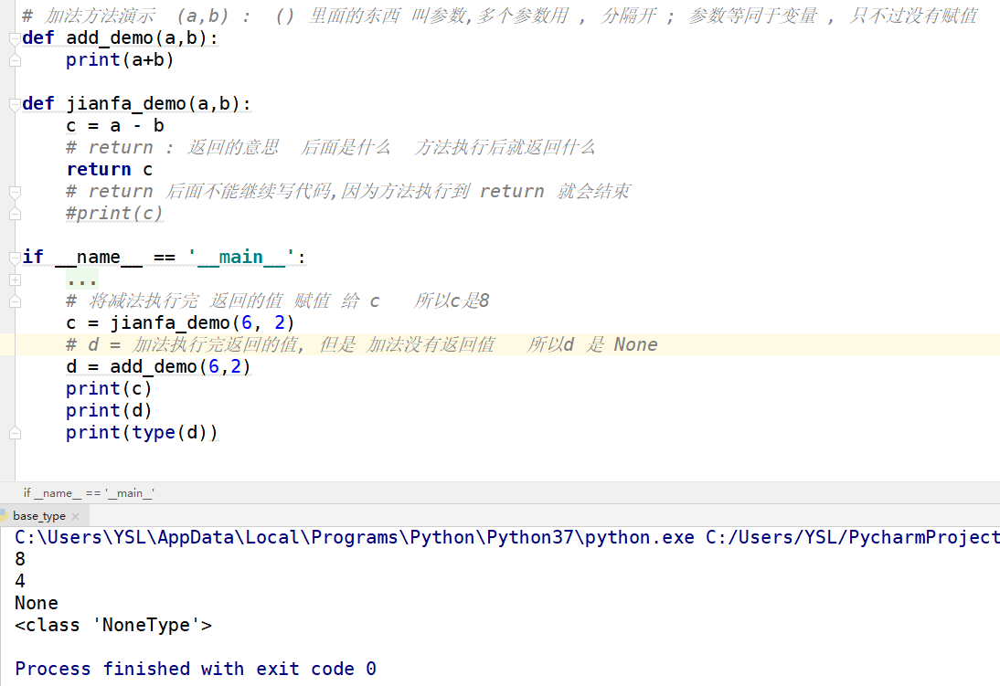 # 加法方法演示  (a,b) :  () 里面的东西 叫参数,多个参数用 , 分隔开 ; 参数等同于变量 , 只不过没有赋值
def add_demo(a,b):
    print(a+b)
def jianfa_demo(a,b):
    c = a - b
    # return : 返回的意思  后面是什么  方法执行后就返回什么
    return c
    # return 后面不能继续写代码,因为方法执行到 return 就会结束
    #print(c)
if __name__ == '__main__':
    ...
    # 将减法执行完 返回的值 赋值 给 c   所以c是8
    c = jianfa_demo(6, 2)
    # d = 加法执行完返回的值, 但是 加法没有返回值   所以d 是 None
    d = add_demo(6,2)
    print(c)
    print(d)
    print(type(d))
if __name__ == '__main__'
base_type
C:\Users\YSL\AppData\Local\Programs\Python\Python37\python.exe C:/Users/YSL/PycharmProject
8
4
None
<class 'NoneType'>
Process finished with exit code 0